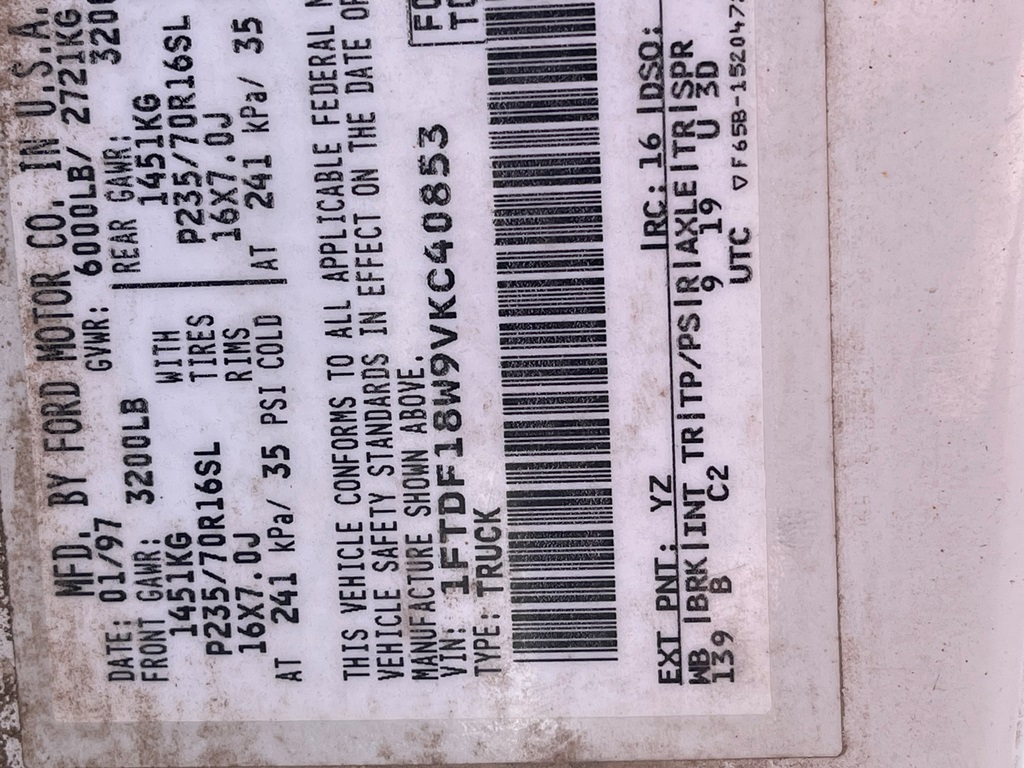 MFD. BY FORD MOTOR CO. IN U.S.A.
DATE: 01/97 GVWR: 6000LB/ 2721KG
FRONT GAWR: 3200LB REAR GAWR: 320
1451KG WITH 1451KG
P235/70R16SL TIRES P235/70R16SL
16X7.0J RIMS 16X7.0J
AT 241 kPa/ 35 PSI COLD AT 241 kPa/ 35
THIS VEHICLE CONFORMS TO ALL APPLICABLE FEDERAL
VEHICLE SAFETY STANDARDS IN EFFECT ON THE DATE OF
MANUFACTURE SHOWN ABOVE.
VIN: 1FTDF18W9VKC40853
TYPE: TRUCK
EXT PNT: YZ RC: 16 DSO:
WB BRK INT TR TP/PS R AXLE TR SPR
139 B C2 9 19 U 3D
UTC ▽F65B-152047